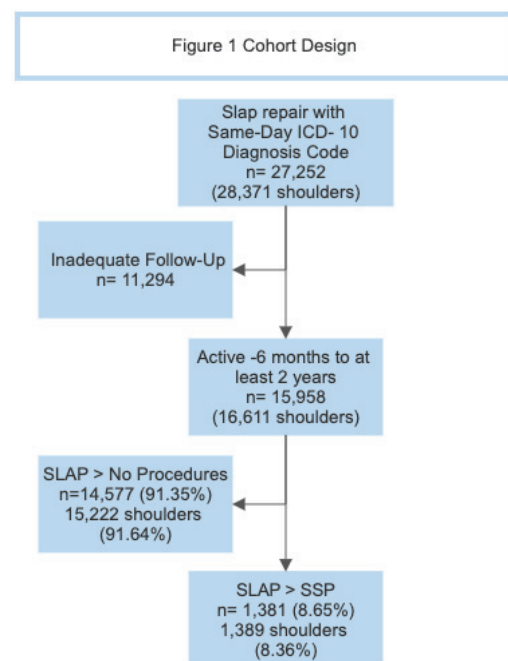 Figure 1 Cohort Design
Slap repair with
Same-Day ICD- 10
Diagnosis Code
n= 27,252
(28,371 shoulders)
Inadequate Follow-Up
n= 11,294
Active -6 months to at
least 2 years
n= 15,958
(16,611 shoulders)
SLAP > No Procedures
n=14,577 (91.35%)
15,222 shoulders
(91.64%)
SLAP > SSP
n= 1,381 (8.65%)
1,389 shoulders
(8.36%)